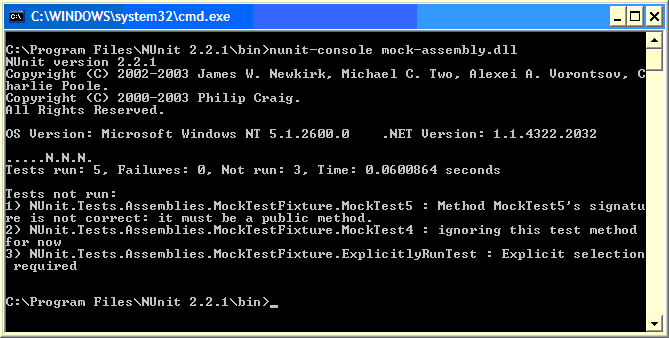 C:\WINDOWS\system32\cmd.exe
C:\Program Files\NUnit 2.2.1\bin>nunit-console mock-assembly.dll
NUnit version 2.2.1
Copyright (C) 2002-2003 James W. Newkirk, Michael C. Two, Alexei A. Vorontsov, C
harlie Poole.
Copyright (C) 2000-2003 Philip Craig.
All Rights Reserved.
OS Version: Microsoft Windows NT 5.1.2600.0    .NET Version: 1.1.4322.2032
.....N.N.N.
Tests run: 5, Failures: 0, Not run: 3, Time: 0.0600864 seconds
Tests not run:
1) NUnit.Tests.Assemblies.MockTestFixture.MockTest5 : Method MockTest5's signatu
re is not correct: it must be a public method.
2) NUnit.Tests.Assemblies.MockTestFixture.MockTest4 : ignoring this test method
for now
3) NUnit.Tests.Assemblies.MockTestFixture.ExplicitlyRunTest : Explicit selection
 required
C:\Program Files\NUnit 2.2.1\bin>_